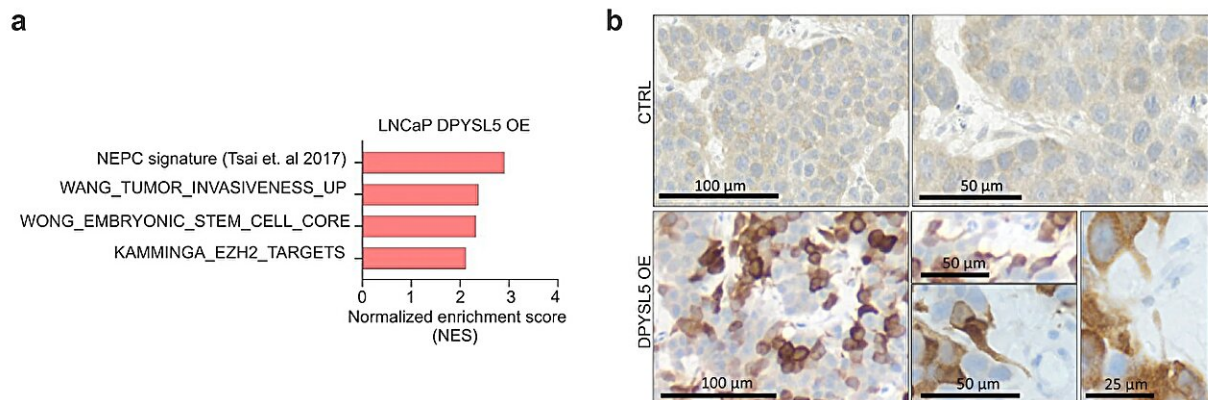 a
LNCaP DPYSL5 OE
NEPC signature (Tsai et. al 2017)
WANG_TUMOR_INVASIVENESS_UP
WONG_EMBRYONIC_STEM_CELL_CORE
KAMMINGA_EZH2_TARGETS
0 1 2 3 4
Normalized enrichment score
(NES)
b
CTRL
100 µm
50 µm
DPYSL5 OE
100 µm
50 µm
50 µm
25 µm